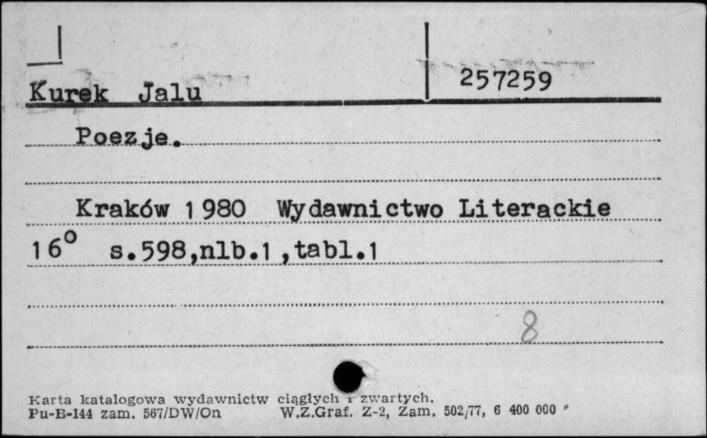 Kurek Jalu 257259
Poezje.
Kraków 1980 Wydawnictwo Literackie
16° s.598,nlb.1,tabl.1
8
Karta katalogowa wydawnictw ciągłych i zwartych.
Pu-B-144 zam. 567/DW/On W.Z.Graf. Z-2, Zam. 502/77, 6 400 000